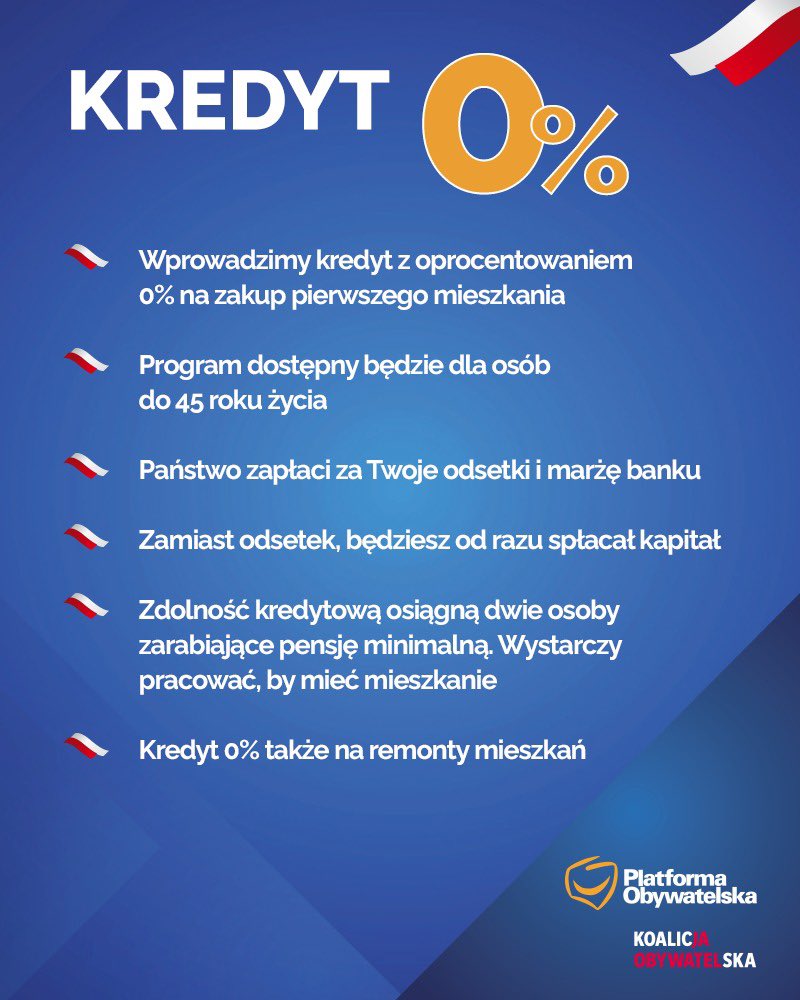 KREDYT 0%
Wprowadzimy kredyt z oprocentowaniem
0% na zakup pierwszego mieszkania
Program dostępny będzie dla osób
do 45 roku życia
Państwo zapłaci za Twoje odsetki i marżę banku
Zamiast odsetek, będziesz od razu spłacał kapitał
Zdolność kredytową osiągną dwie osoby
zarabiające pensję minimalną. Wystarczy
pracować, by mieć mieszkanie
Kredyt 0% także na remonty mieszkań
Platforma
Obywatelska
KOALICJA
OBYWATELSKA